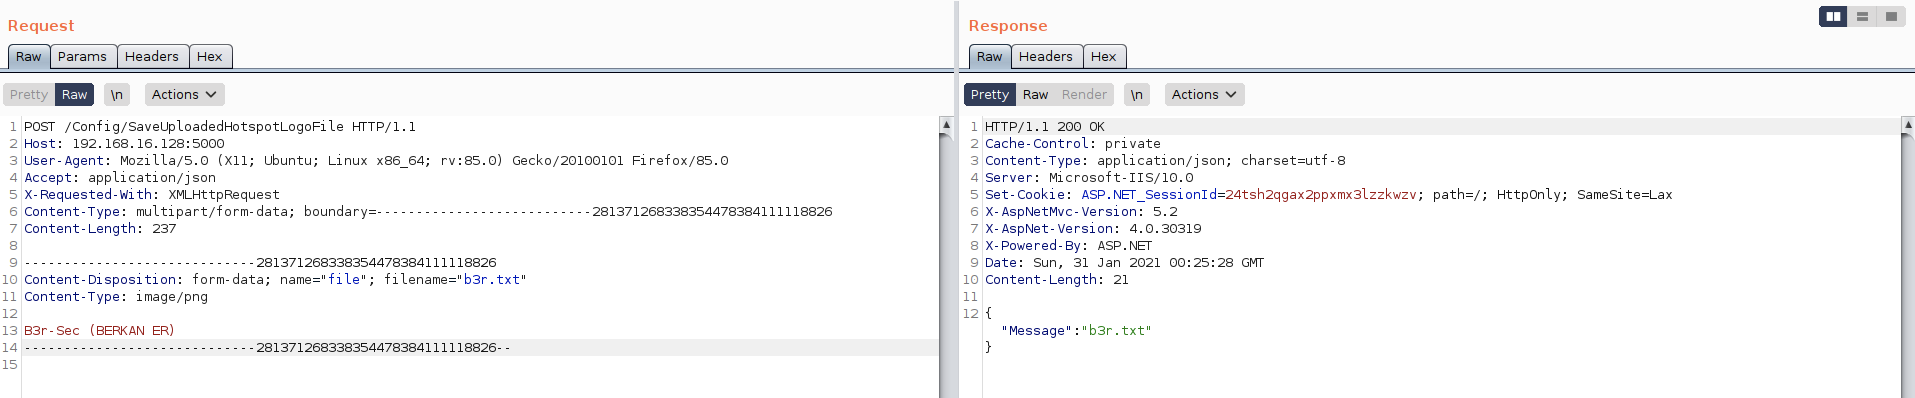 Request
Raw Params Headers Hex
Pretty Raw \n Actions
1 POST /Config/SaveUploadedHotspotLogoFile HTTP/1.1
2 Host: 192.168.16.128:5000
3 User-Agent: Mozilla/5.0 (X11; Ubuntu; Linux x86_64; rv:85.0) Gecko/20100101 Firefox/85.0
4 Accept: application/json
5 X-Requested-With: XMLHttpRequest
6 Content-Type: multipart/form-data; boundary=---------------------------281371268338354478384111118826
7 Content-Length: 237
8
9 -----------------------------281371268338354478384111118826
10 Content-Disposition: form-data; name="file"; filename="b3r.txt"
11 Content-Type: image/png
12
13 B3r-Sec (BERKAN ER)
14 -----------------------------281371268338354478384111118826--
15
Response
Raw Headers Hex
Pretty Raw Render \n Actions
1 HTTP/1.1 200 OK
2 Cache-Control: private
3 Content-Type: application/json; charset=utf-8
4 Server: Microsoft-IIS/10.0
5 Set-Cookie: ASP.NET_SessionId=24tsh2qgax2ppxmx3lzzkwzv; path=/; HttpOnly; SameSite=Lax
6 X-AspNetMvc-Version: 5.2
7 X-AspNet-Version: 4.0.30319
8 X-Powered-By: ASP.NET
9 Date: Sun, 31 Jan 2021 00:25:28 GMT
10 Content-Length: 21
11
12 {
"Message":"b3r.txt"
}